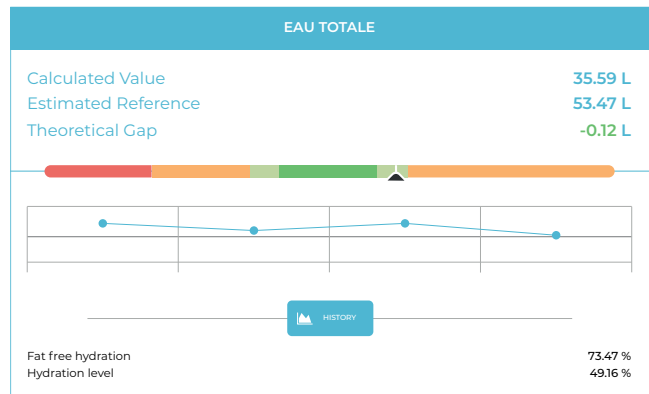 EAU TOTALE
Calculated Value 35.59 L
Estimated Reference 53.47 L
Theoretical Gap -0.12 L
HISTORY
Fat free hydration 73.47 %
Hydration level 49.16 %